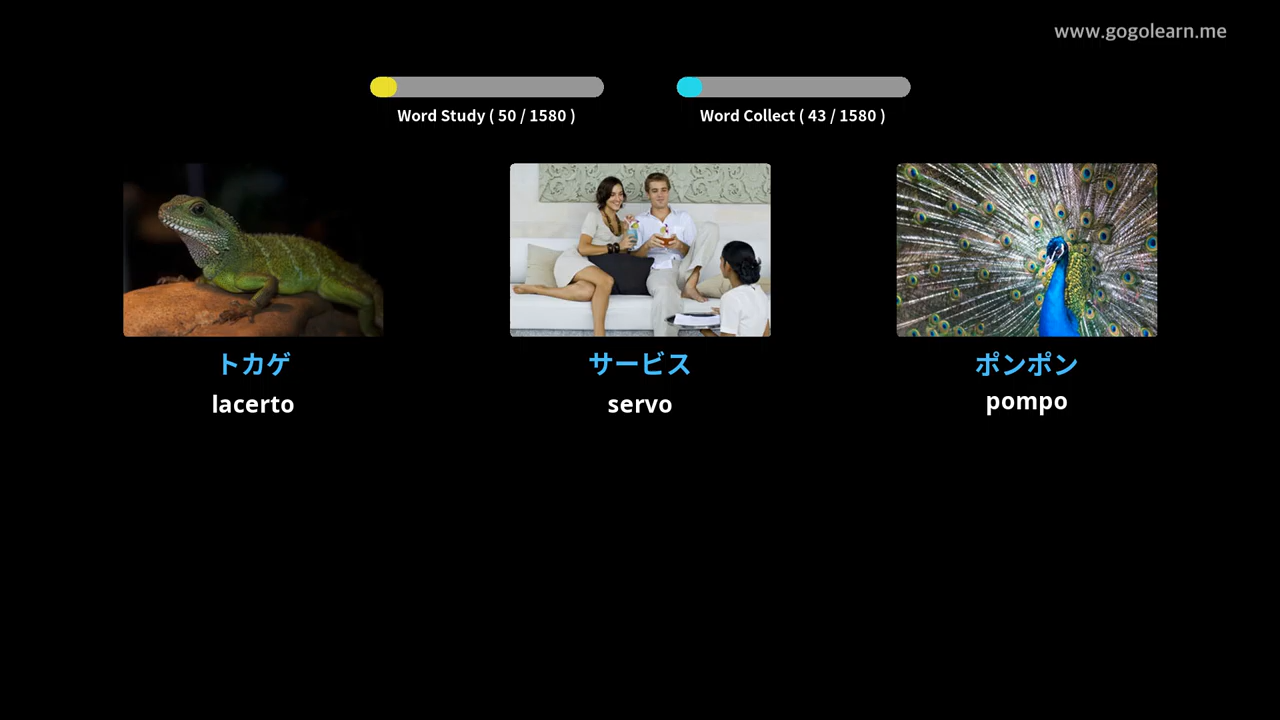 www.gogolearn.me
Word Study ( 50 / 1580 )
Word Collect ( 43 / 1580 )
トカゲ
lacerto
サービス
servo
ポンポン
pompo